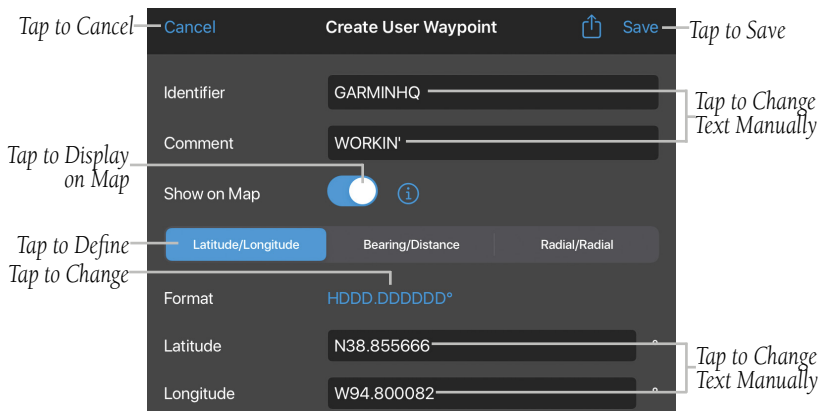 Tap to Cancel
Cancel
Create User Waypoint
Save
Tap to Save
Identifier
GARMINHQ
Tap to Change
Text Manually
Comment
WORKIN'
Tap to Display
on Map
Show on Map
i
Tap to Define
Latitude/Longitude
Bearing/Distance
Radial/Radial
Tap to Change
Format
HDDD.DDDDDD°
Latitude
N38.855666
°
Tap to Change
Text Manually
Longitude
W94.800082
°